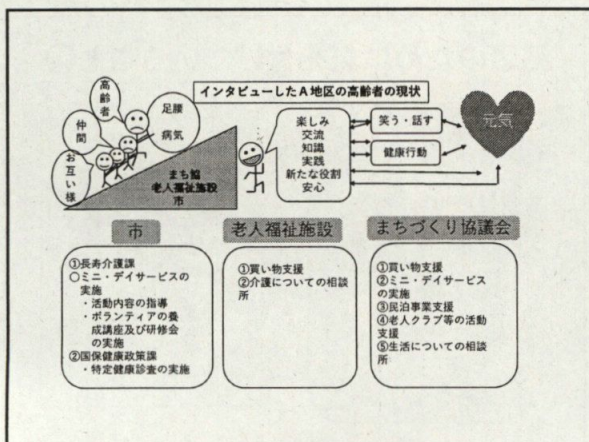 インタビューしたA地区の高齢者の現状
高齢者
仲間
お互い様
足腰
病気
まち協
老人福祉施設
市
楽しみ
交流
知識
実践
新たな役割
安心
笑う・話す
健康行動
元気
市
①長寿介護課
○ミニ・デイサービスの
実施
・活動内容の指導
・ボランティアの養
成講座及び研修会
の実施
②国保健康政策課
・特定健康診査の実施
老人福祉施設
①買い物支援
②介護についての相談
所
まちづくり協議会
①買い物支援
②ミニ・デイサービス
の実施
③民泊事業支援
④老人クラブ等の活動
支援
⑤生活についての相談
所